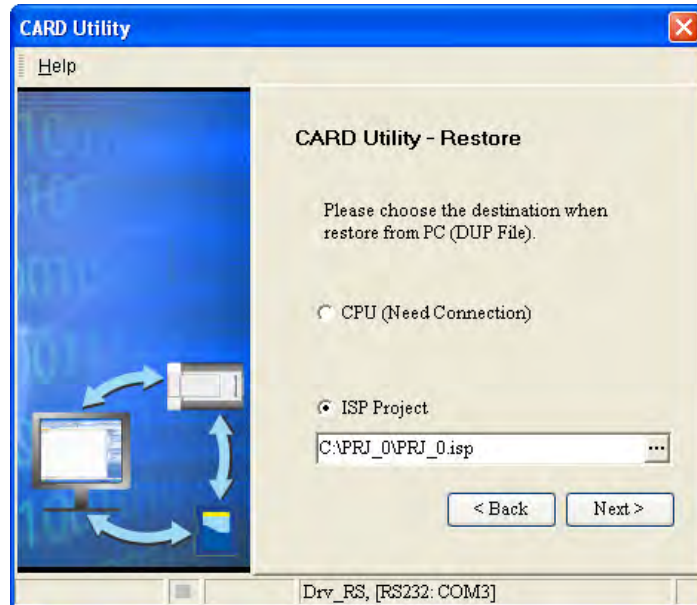 CARD Utility
Help
CARD Utility - Restore
Please choose the destination when
restore from PC (DUP File).
CPU (Need Connection)
ISP Project
C:\PRJ_0\PRJ_0.isp ...
< Back Next >
Drv_RS, [RS232: COM3]